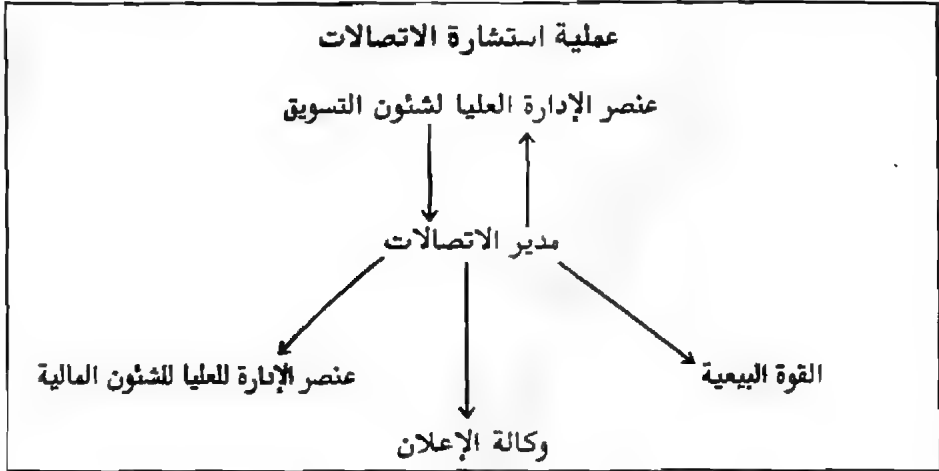 عملية استشارة الاتصالات
عنصر الإدارة العليا لشئون التسويق
مدير الاتصالات
القوة البيعية
عنصر الإدارة العليا للشئون المالية
وكالة الإعلان